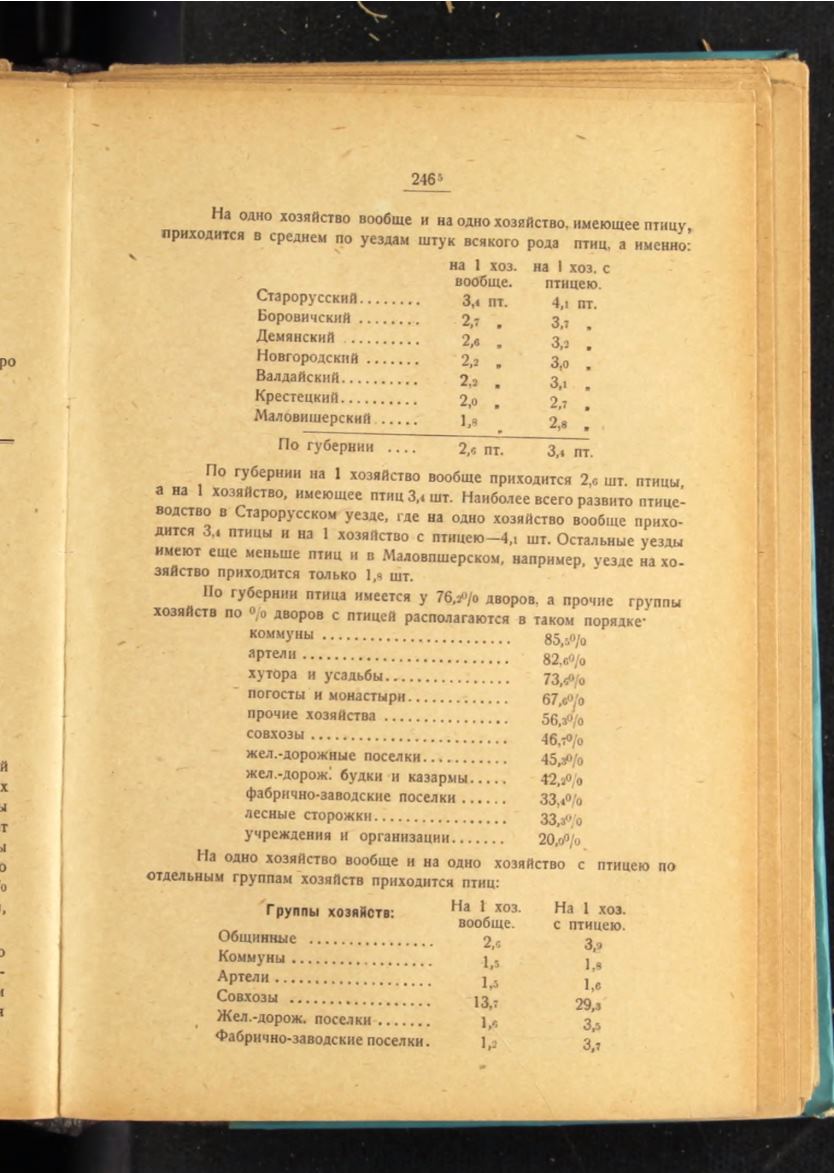 246⁵
На одно хозяйство вообще и на одно хозяйство, имеющее птицу,
приходится в среднем по уездам штук всякого рода птиц, а именно:
на 1 хоз. на 1 хоз. с
вообще. птицею.
Старорусский........ 3,4 пт. 4,1 пт.
Боровичский ........ 2,7 „ 3,7 „
Демянский .......... 2,6 „ 3,2 „
Новгородский ....... 2,2 „ 3,0 „
Валдайский.......... 2,2 „ 3,1 „
Крестецкий.......... 2,0 „ 2,7 „
Маловишерский ...... 1,8 „ 2,8 „
По губернии .... 2,6 пт. 3,4 пт.
По губернии на 1 хозяйство вообще приходится 2,6 шт. птицы,
а на 1 хозяйство, имеющее птиц 3,4 шт. Наиболее всего развито птице-
водство в Старорусском уезде, где на одно хозяйство вообще прихо-
дится 3,4 птицы и на 1 хозяйство с птицею—4,1 шт. Остальные уезды
имеют еще меньше птиц и в Маловпшерском, например, уезде на хо-
зяйство приходится только 1,8 шт.
По губернии птица имеется у 76,2% дворов, а прочие группы
хозяйств по % дворов с птицей располагаются в таком порядке·
коммуны ........................ 85,5%
артели .......................... 82,6%
хутора и усадьбы................ 73,6%
погосты и монастыри............. 67,6%
прочие хозяйства ................ 56,3%
совхозы ......................... 46,7%
жел.-дорожные поселки........... 45,3%
жел.-дорож. будки и казармы..... 42,2%
фабрично-заводские поселки ...... 33,4%
лесные сторожки................. 33,3%
учреждения и организации....... 20,0%
На одно хозяйство вообще и на одно хозяйство с птицею по
отдельным группам хозяйств приходится птиц:
Группы хозяйств: На 1 хоз. На 1 хоз.
вообще. с птицею.
Общинные ................ 2,6 3,9
Коммуны .................. 1,5 1,8
Артели .................... 1,5 1,6
Совхозы .................. 13,7 29,3
Жел.-дорож. поселки ....... 1,6 3,5
Фабрично-заводские поселки. 1,2 3,7
ро
й
х
ы
т
ы
о
%
,
о
-
и
я